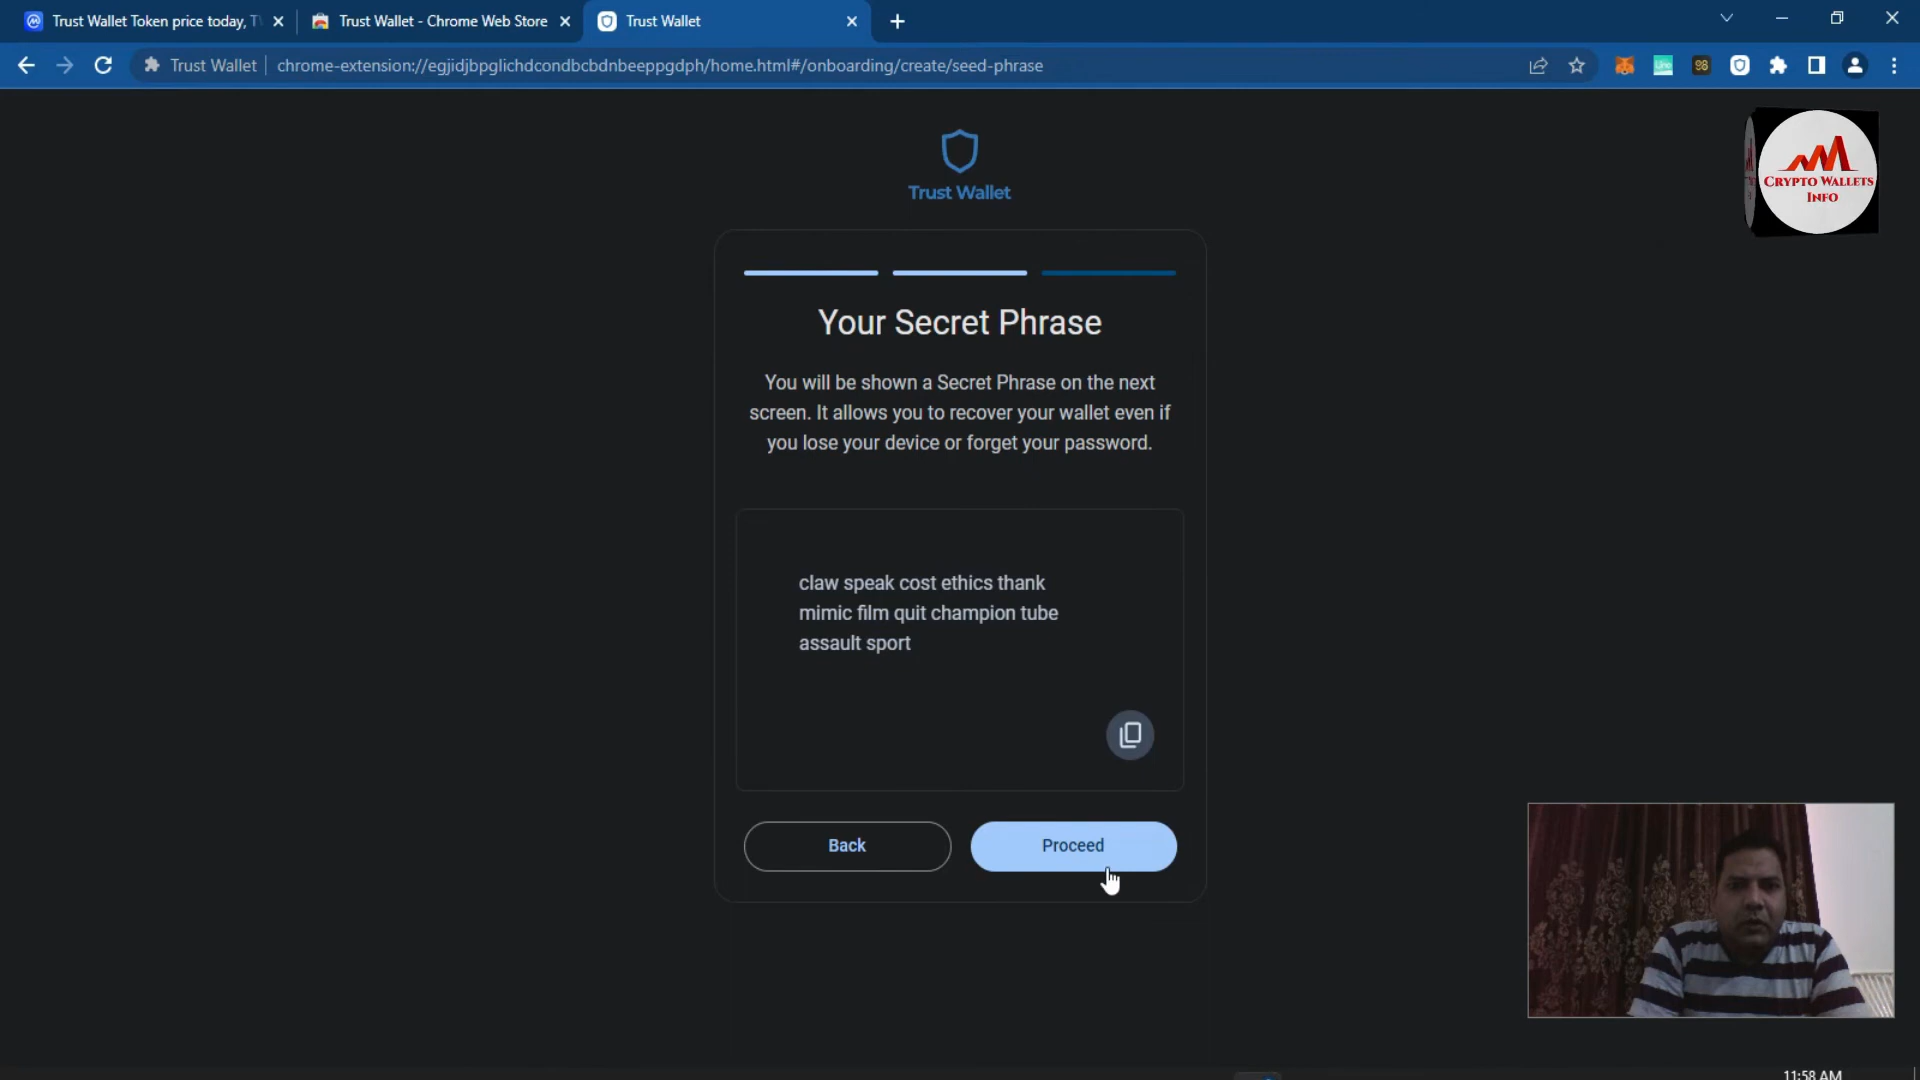 Trust Wallet Token price today, T
Trust Wallet - Chrome Web Store
Trust Wallet
Trust Wallet
chrome-extension://egjidjbpglichdcondbcbdnbeeppgdph/home.html#/onboarding/create/seed-phrase
98
Trust Wallet
CRYPTO WALLETS
INFO
Your Secret Phrase
You will be shown a Secret Phrase on the next
screen. It allows you to recover your wallet even if
you lose your device or forget your password.
claw speak cost ethics thank
mimic film quit champion tube
assault sport
Back
Proceed
11:58 AM